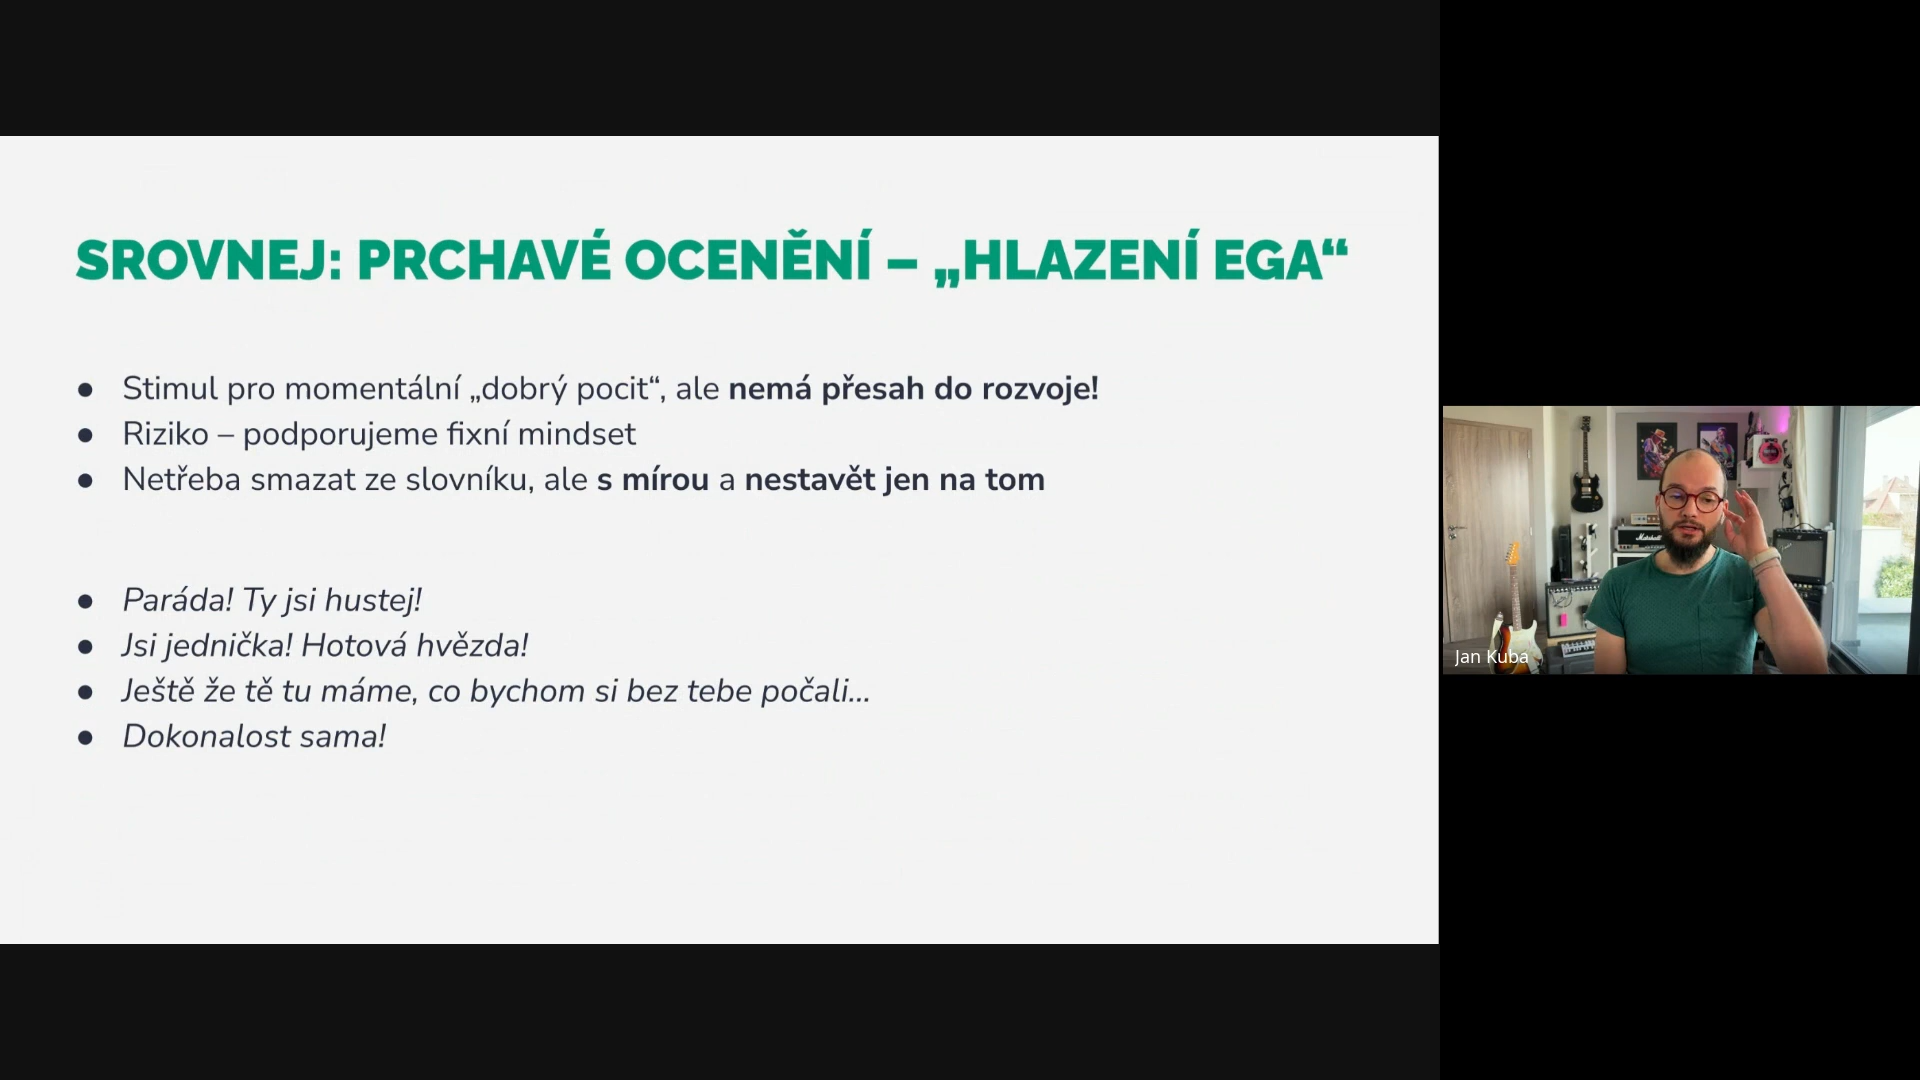 SROVNEJ: PRCHAVÉ OCENĚNÍ – „HLAZENÍ EGA“
● Stimul pro momentální „dobrý pocit“, ale nemá přesah do rozvoje!
● Riziko – podporujeme fixní mindset
● Netřeba smazat ze slovníku, ale s mírou a nestavět jen na tom
● Paráda! Ty jsi hustej!
● Jsi jednička! Hotová hvězda!
● Ještě že tě tu máme, co bychom si bez tebe počali…
● Dokonalost sama!
Marshall
Jan Kuba